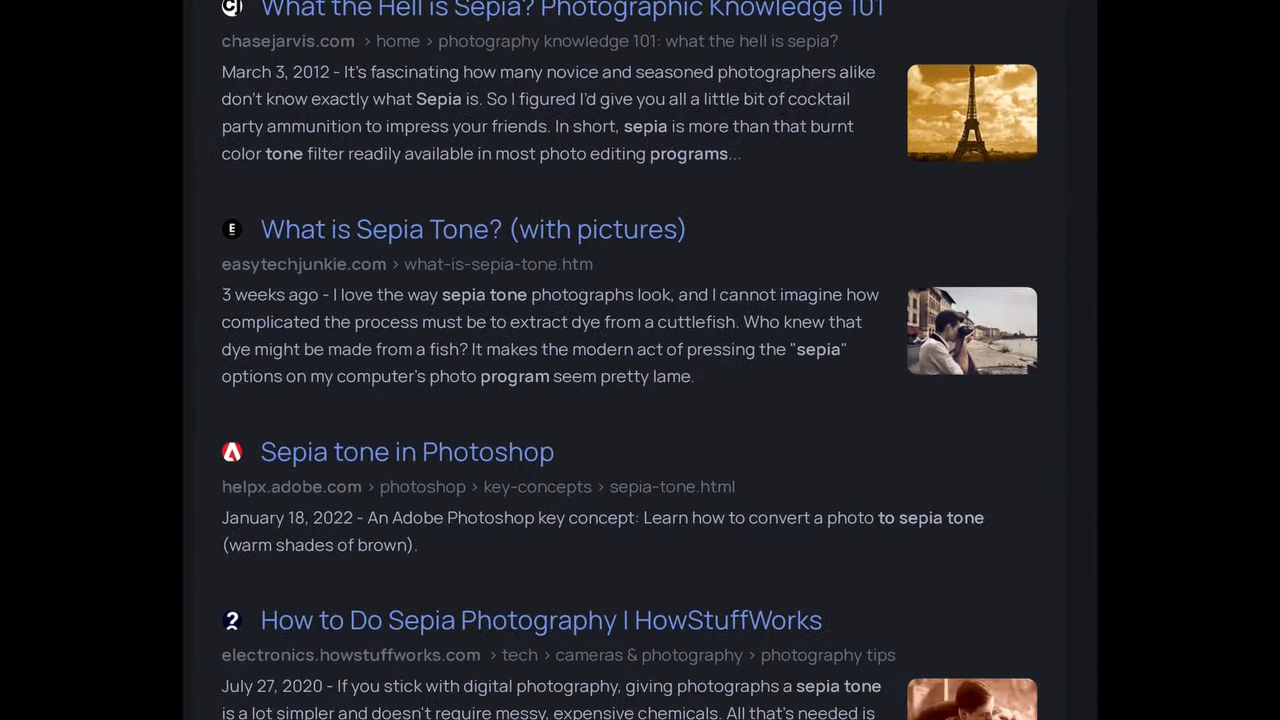 What the Hell is Sepia? Photographic Knowledge 101
chasejarvis.com › home › photography knowledge 101: what the hell is sepia?
March 3, 2012 - It's fascinating how many novice and seasoned photographers alike
don't know exactly what Sepia is. So I figured I'd give you all a little bit of cocktail
party ammunition to impress your friends. In short, sepia is more than that burnt
color tone filter readily available in most photo editing programs...
E
What is Sepia Tone? (with pictures)
easytechjunkie.com › what-is-sepia-tone.htm
3 weeks ago - I love the way sepia tone photographs look, and I cannot imagine how
complicated the process must be to extract dye from a cuttlefish. Who knew that
dye might be made from a fish? It makes the modern act of pressing the "sepia"
options on my computer's photo program seem pretty lame.
Sepia tone in Photoshop
helpx.adobe.com › photoshop › key-concepts › sepia-tone.html
January 18, 2022 - An Adobe Photoshop key concept: Learn how to convert a photo to sepia tone
(warm shades of brown).
?
How to Do Sepia Photography | HowStuffWorks
electronics.howstuffworks.com › tech › cameras & photography › photography tips
July 27, 2020 - If you stick with digital photography, giving photographs a sepia tone
is a lot simpler and doesn't require messy, expensive chemicals. All that's needed is